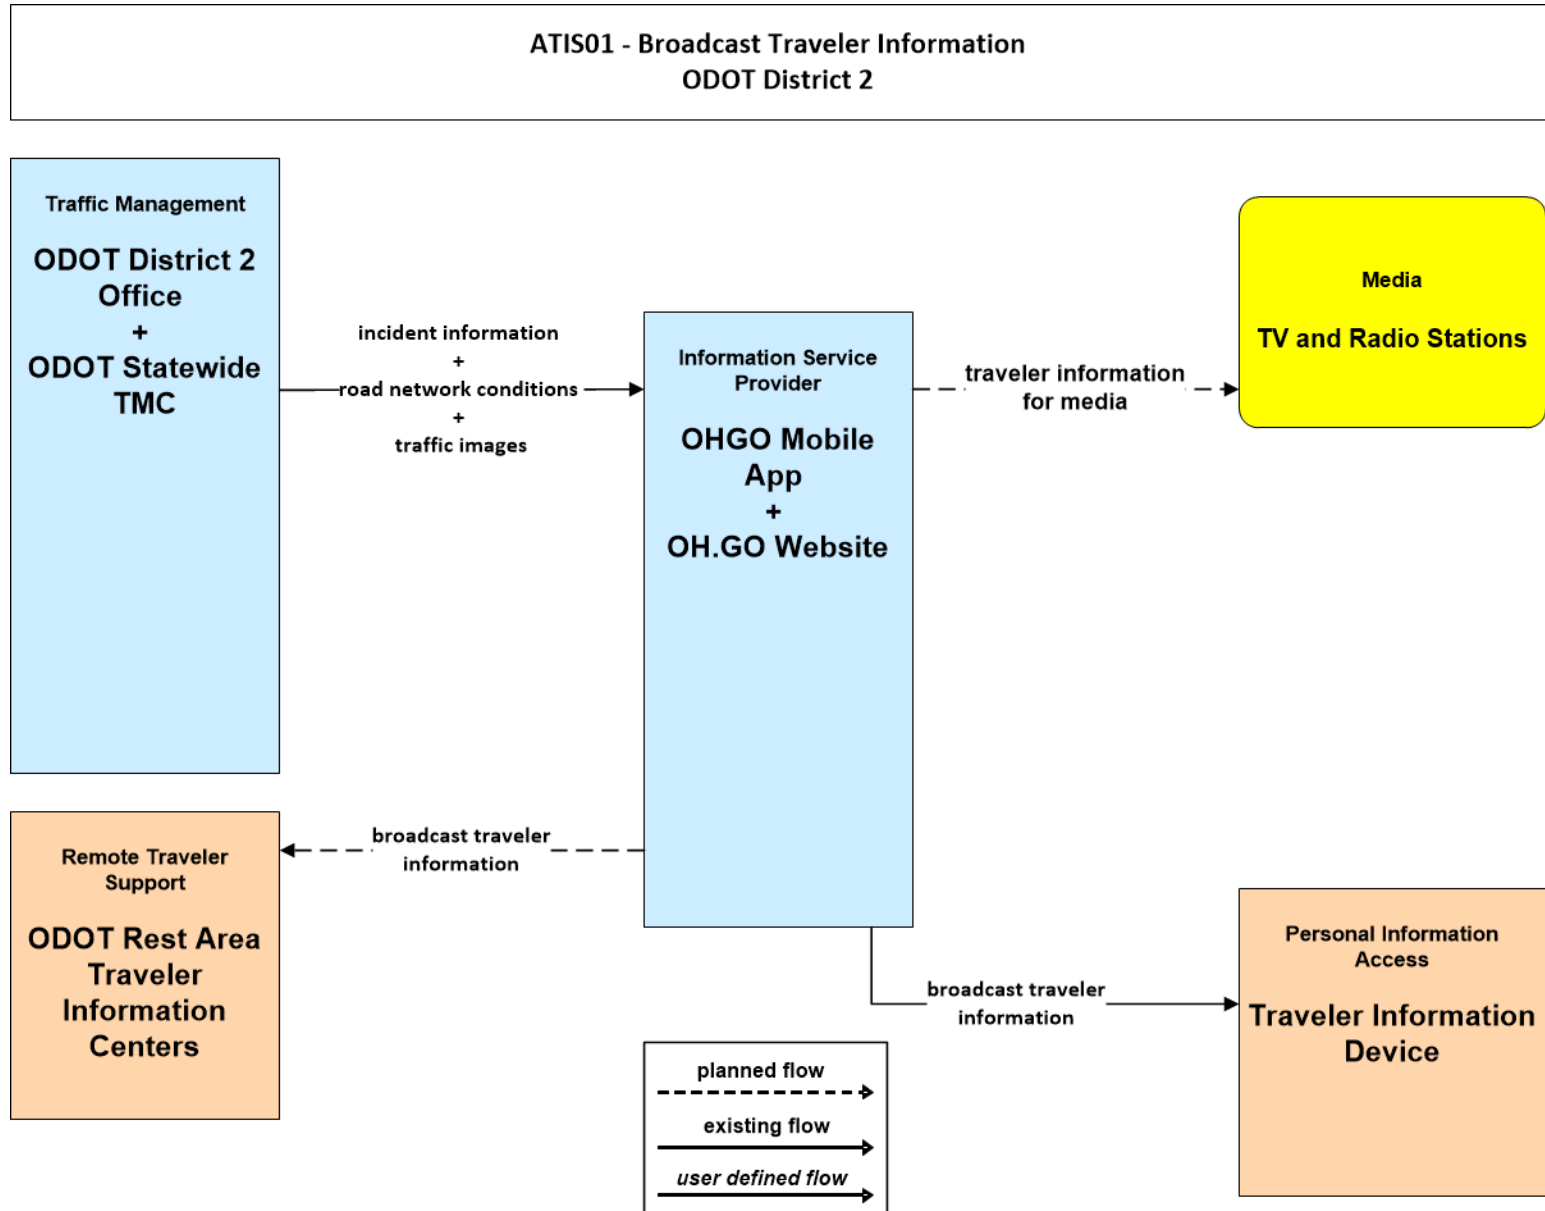 ATIS01 - Broadcast Traveler Information
ODOT District 2
Traffic Management
ODOT District 2
Office
+
ODOT Statewide
TMC
incident information
+
road network conditions
+
traffic images
Information Service
Provider
OHGO Mobile
App
+
OH.GO Website
traveler information
for media
Media
TV and Radio Stations
Remote Traveler
Support
ODOT Rest Area
Traveler
Information
Centers
broadcast traveler
information
broadcast traveler
information
Personal Information
Access
Traveler Information
Device
planned flow
existing flow
user defined flow